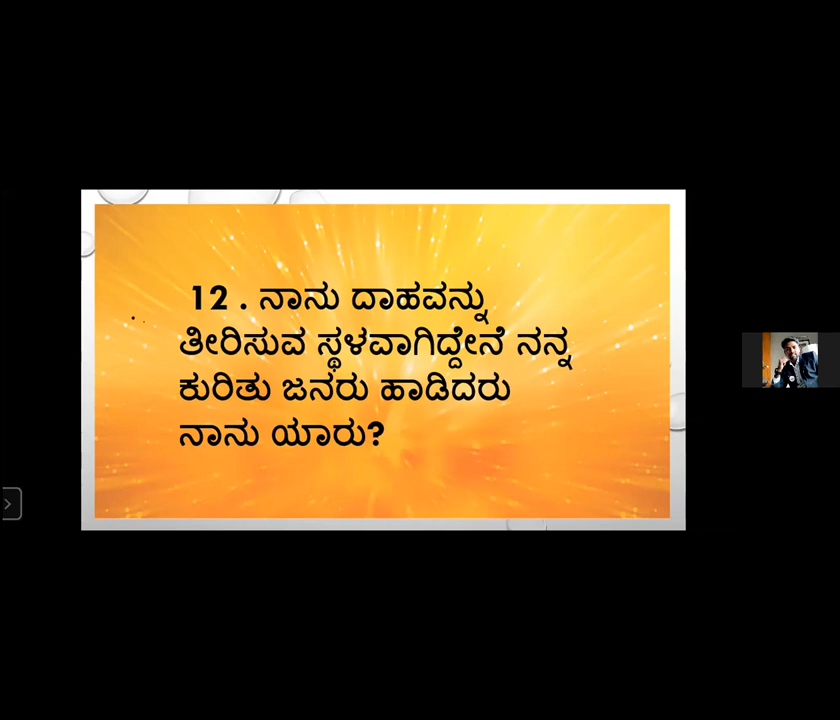 12 . ನಾನು ದಾಹವನ್ನು
ತೀರಿಸುವ ಸ್ಥಳವಾಗಿದ್ದೇನೆ ನನ್ನ
ಕುರಿತು ಜನರು ಹಾಡಿದರು
ನಾನು ಯಾರು?